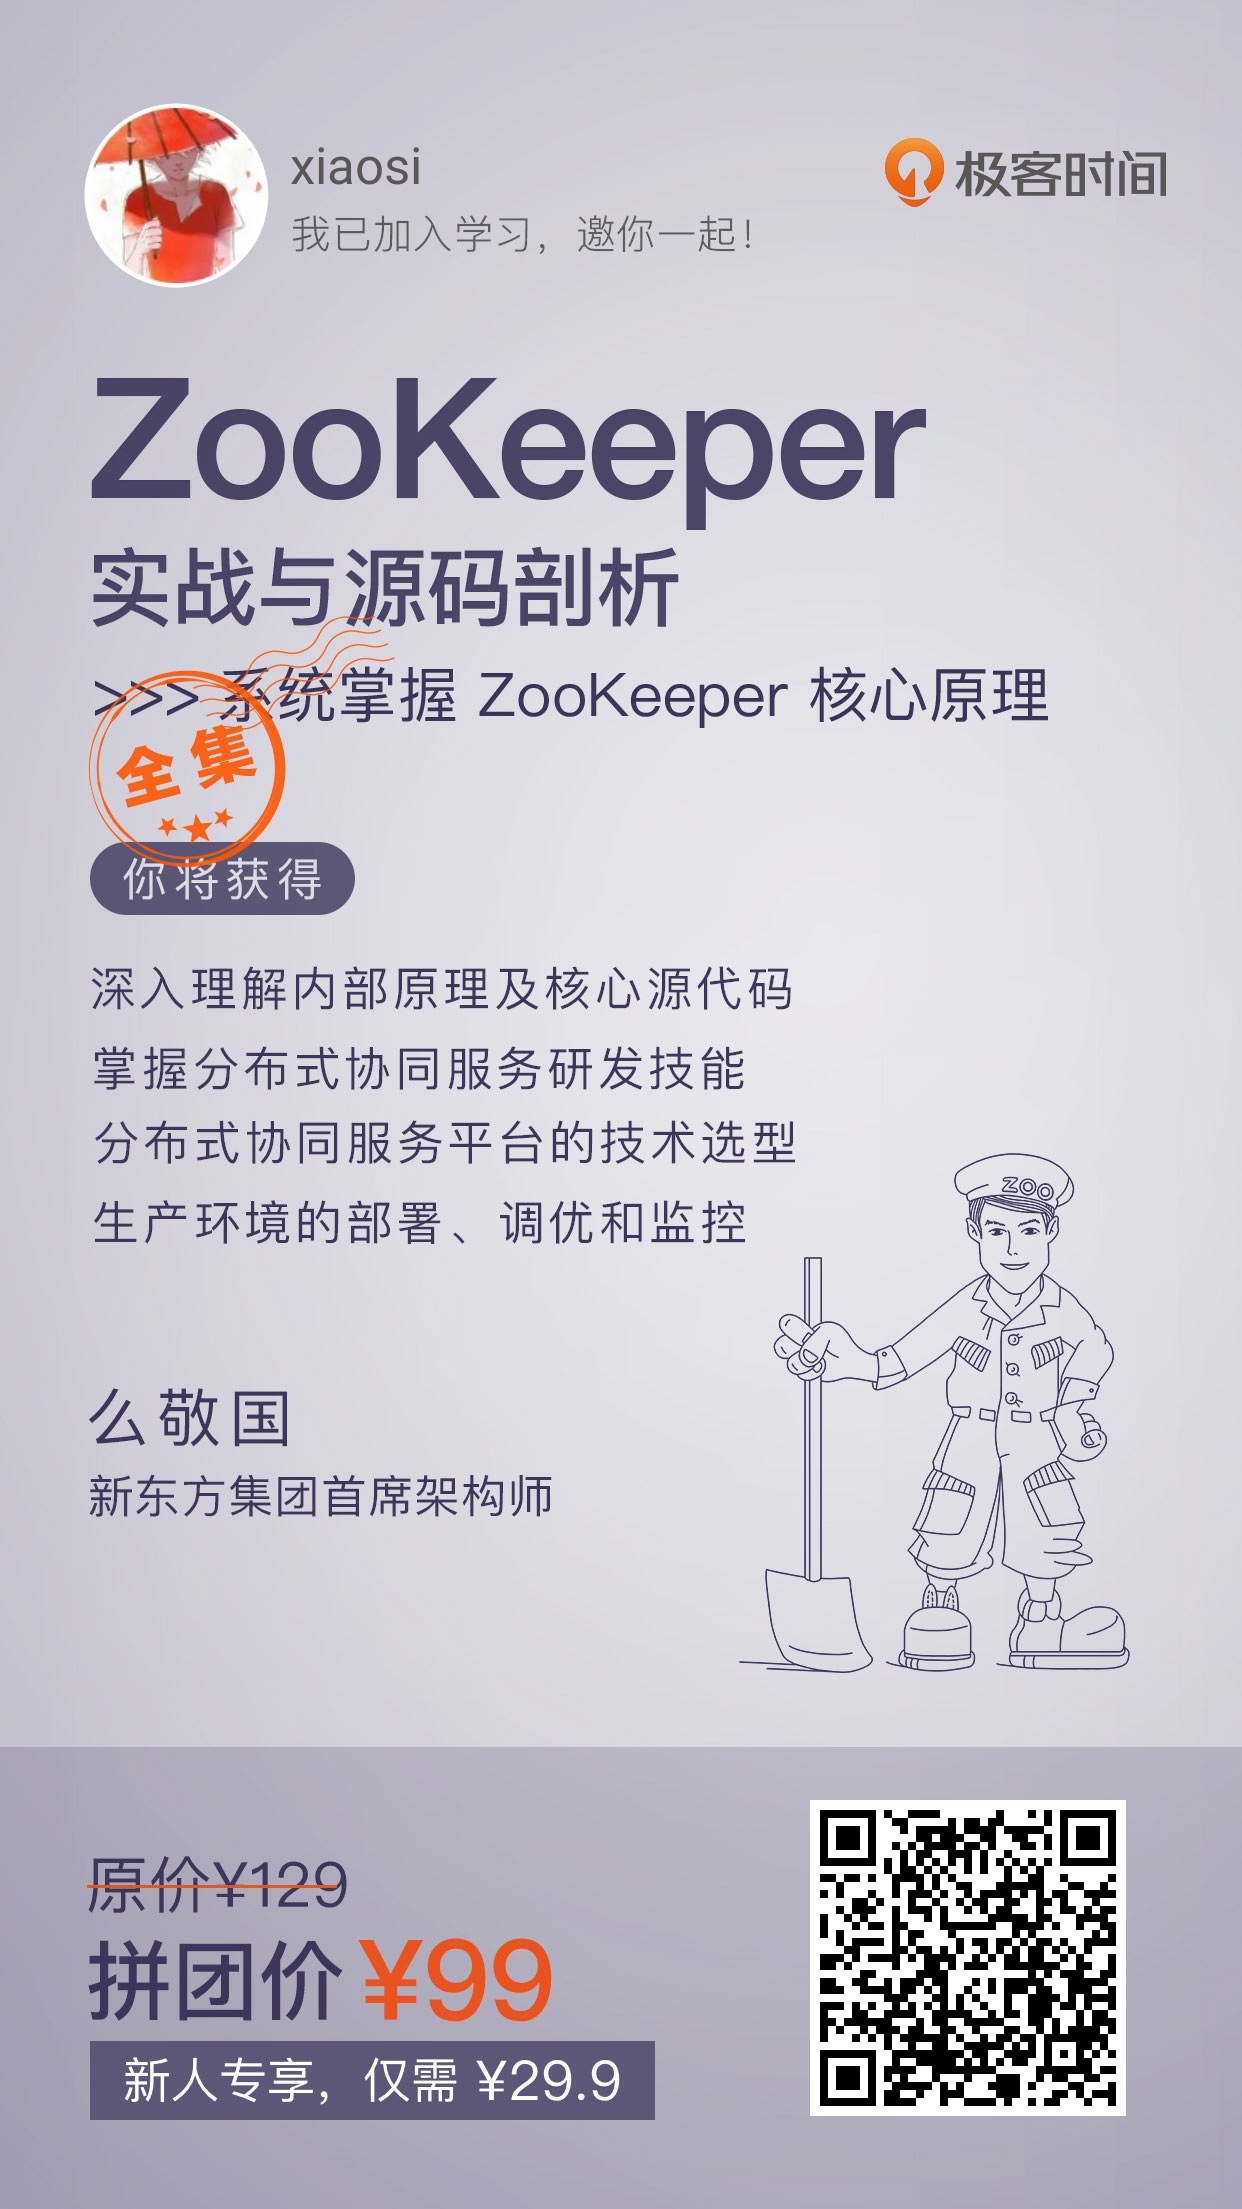 xiaosi
我已加入学习，邀你一起！
极客时间
ZooKeeper
实战与源码剖析
>>> 系统掌握 ZooKeeper 核心原理
全集
你将获得
深入理解内部原理及核心源代码
掌握分布式协同服务研发技能
分布式协同服务平台的技术选型
生产环境的部署、调优和监控
ZOO
么敬国
新东方集团首席架构师
原价¥129
拼团价¥99
新人专享，仅需 ¥29.9